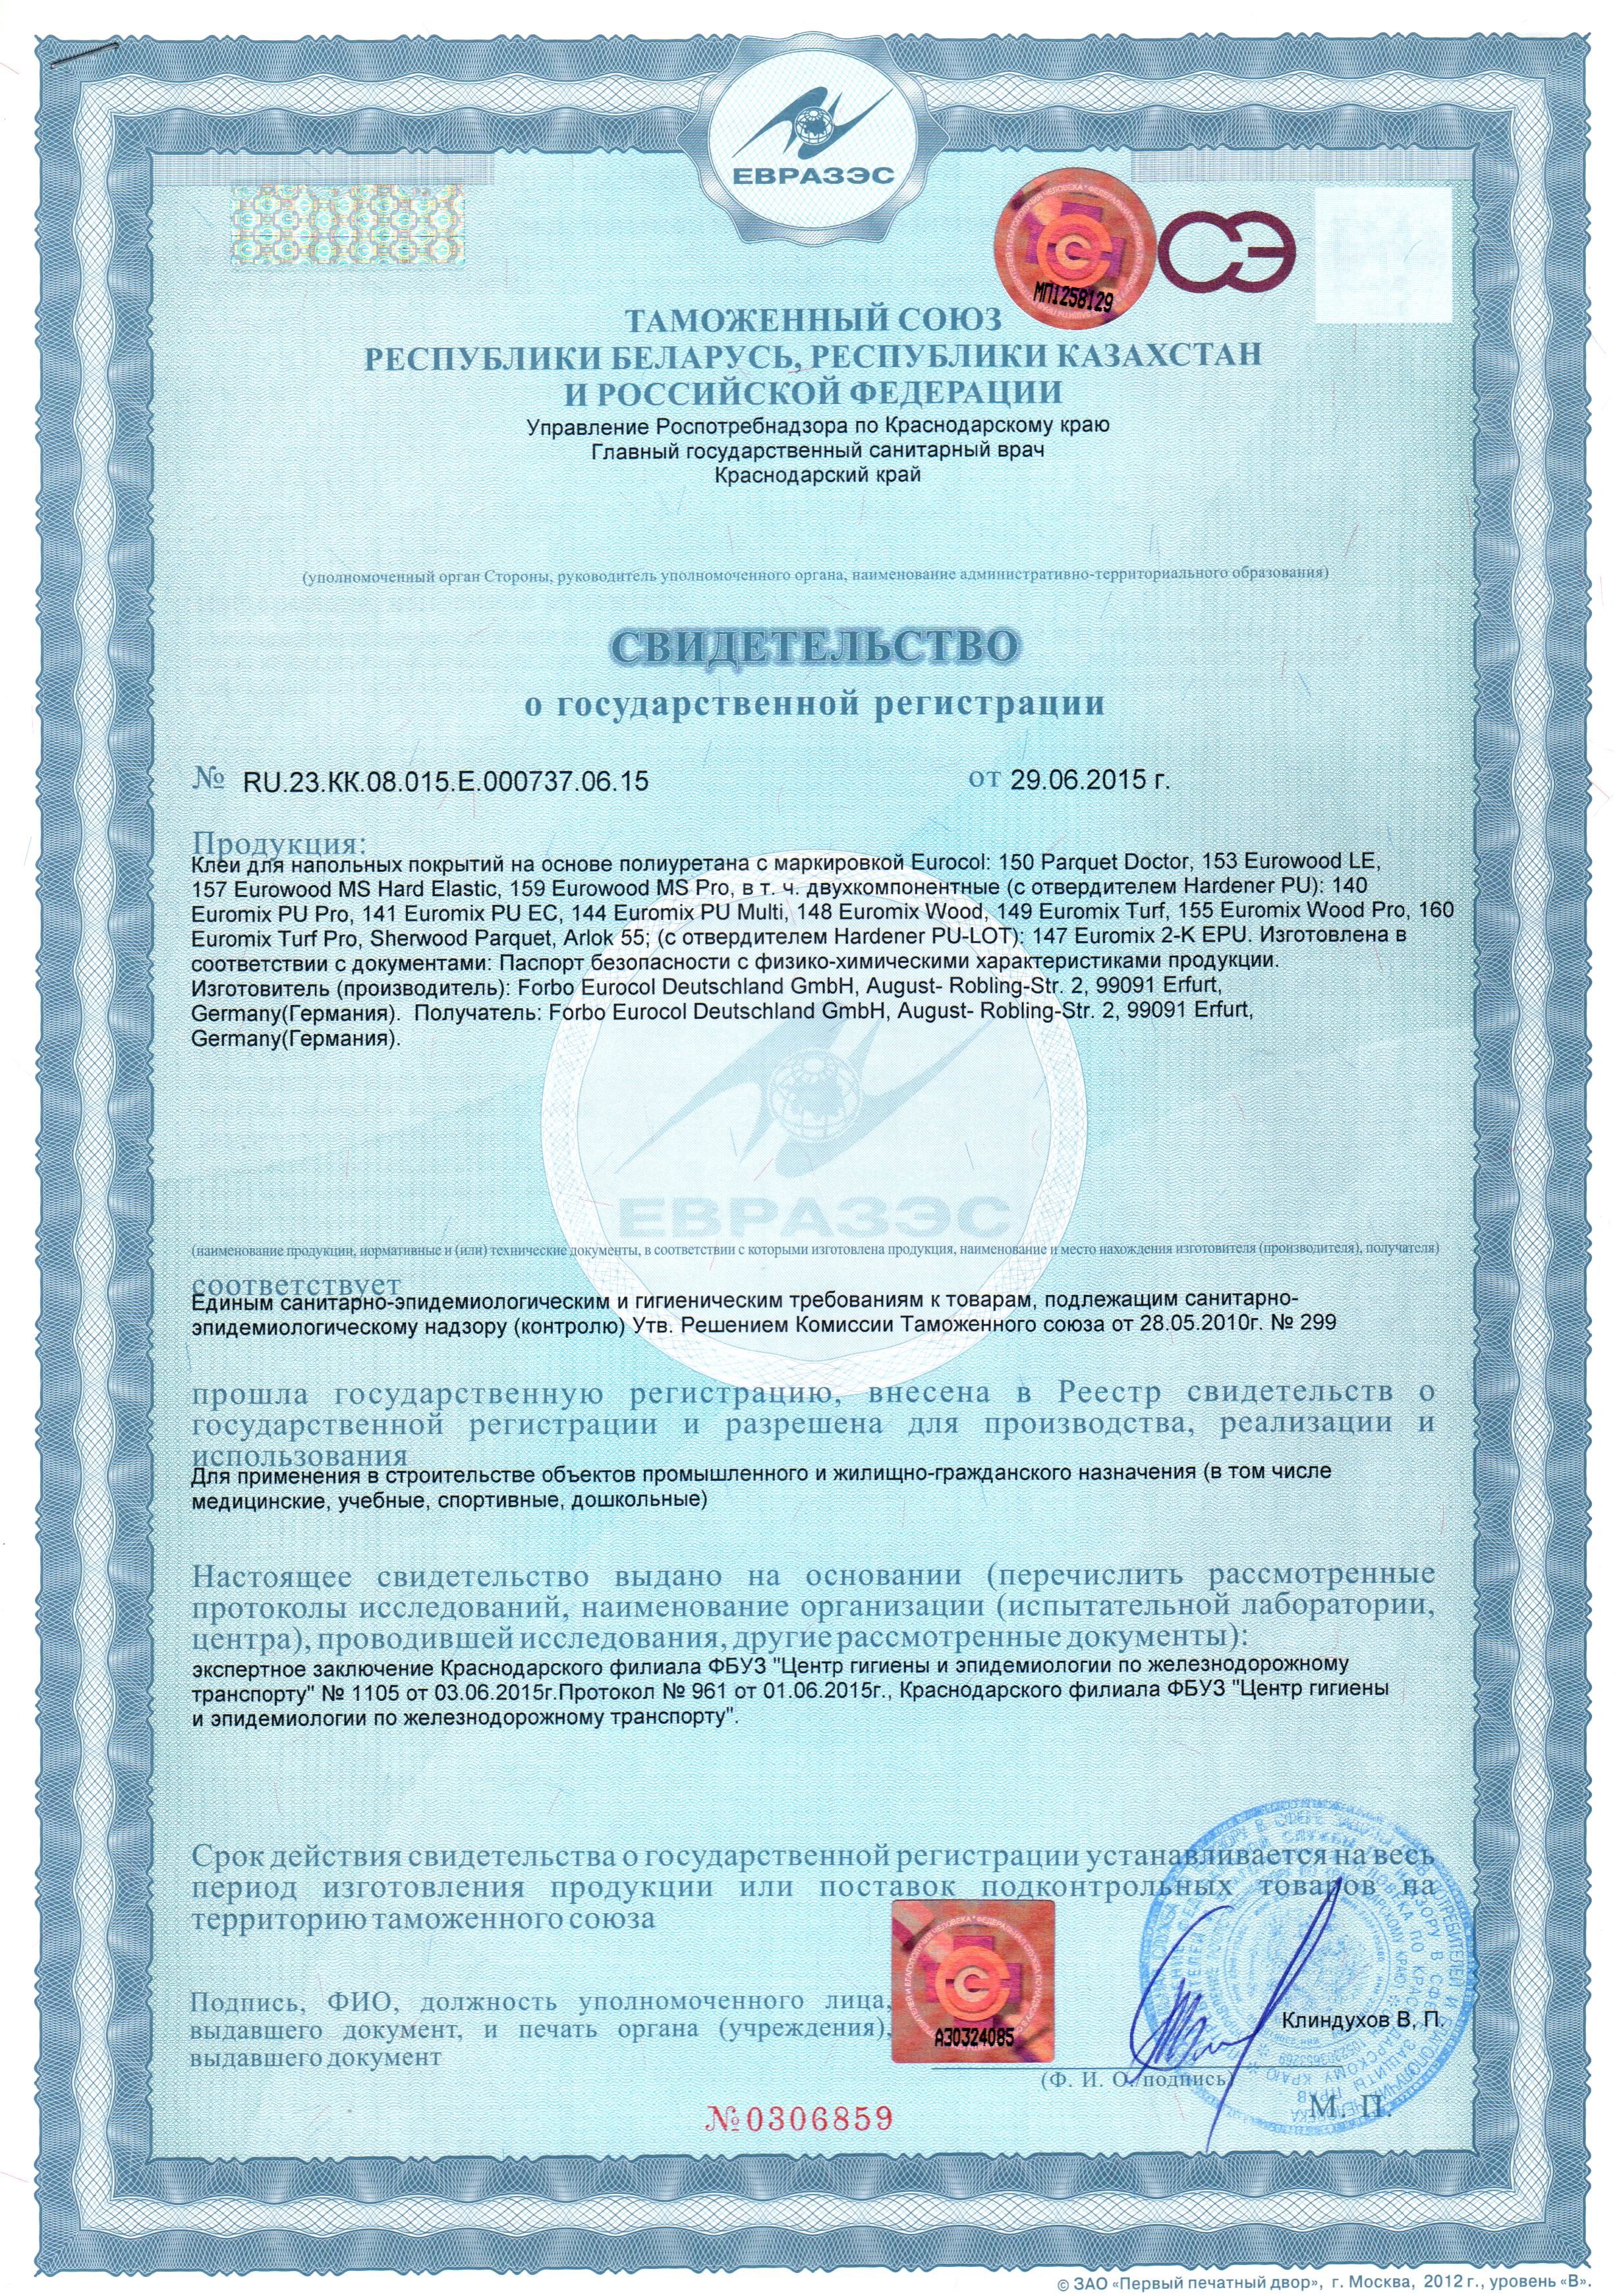 ЕВРАЗЭС
МП1258129
СЭ
ТАМОЖЕННЫЙ СОЮЗ
РЕСПУБЛИКИ БЕЛАРУСЬ, РЕСПУБЛИКИ КАЗАХСТАН
И РОССИЙСКОЙ ФЕДЕРАЦИИ
Управление Роспотребнадзора по Краснодарскому краю
Главный государственный санитарный врач
Краснодарский край
(уполномоченный орган Стороны, руководитель уполномоченного органа, наименование административно-территориального образования)
СВИДЕТЕЛЬСТВО
о государственной регистрации
№ RU.23.КК.08.015.Е.000737.06.15 от 29.06.2015 г.
Продукция:
Клеи для напольных покрытий на основе полиуретана с маркировкой Eurocol: 150 Parquet Doctor, 153 Eurowood LE,
157 Eurowood MS Hard Elastic, 159 Eurowood MS Pro, в т. ч. двухкомпонентные (с отвердителем Hardener PU): 140
Euromix PU Pro, 141 Euromix PU EC, 144 Euromix PU Multi, 148 Euromix Wood, 149 Euromix Turf, 155 Euromix Wood Pro, 160
Euromix Turf Pro, Sherwood Parquet, Arlok 55; (с отвердителем Hardener PU-LOT): 147 Euromix 2-K EPU. Изготовлена в
соответствии с документами: Паспорт безопасности с физико-химическими характеристиками продукции.
Изготовитель (производитель): Forbo Eurocol Deutschland GmbH, August- Robling-Str. 2, 99091 Erfurt,
Germany(Германия). Получатель: Forbo Eurocol Deutschland GmbH, August- Robling-Str. 2, 99091 Erfurt,
Germany(Германия).
ЕВРАЗЭС
(наименование продукции, нормативные и (или) технические документы, в соответствии с которыми изготовлена продукция, наименование и место нахождения изготовителя (производителя), получателя)
соответствует
Единым санитарно-эпидемиологическим и гигиеническим требованиям к товарам, подлежащим санитарно-
эпидемиологическому надзору (контролю) Утв. Решением Комиссии Таможенного союза от 28.05.2010г. № 299
прошла государственную регистрацию, внесена в Реестр свидетельств о
государственной регистрации и разрешена для производства, реализации и
использования
Для применения в строительстве объектов промышленного и жилищно-гражданского назначения (в том числе
медицинские, учебные, спортивные, дошкольные)
Настоящее свидетельство выдано на основании (перечислить рассмотренные
протоколы исследований, наименование организации (испытательной лаборатории,
центра), проводившей исследования, другие рассмотренные документы):
экспертное заключение Краснодарского филиала ФБУЗ "Центр гигиены и эпидемиологии по железнодорожному
транспорту" № 1105 от 03.06.2015г.Протокол № 961 от 01.06.2015г., Краснодарского филиала ФБУЗ "Центр гигиены
и эпидемиологии по железнодорожному транспорту".
Срок действия свидетельства о государственной регистрации устанавливается на весь
период изготовления продукции или поставок подконтрольных товаров на
территорию таможенного союза
Подпись, ФИО, должность уполномоченного лица,
выдавшего документ, и печать органа (учреждения),
выдавшего документ
А30324085
Клиндухов В. П.
(Ф. И. О./подпись)
М. П.
№0306859
© ЗАО «Первый печатный двор», г. Москва, 2012 г., уровень «В».